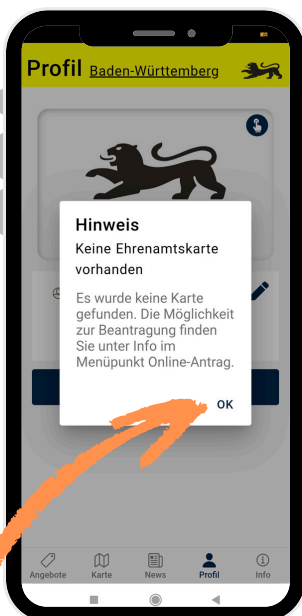 Profil Baden-Württemberg
Hinweis
Keine Ehrenamtskarte
vorhanden
Es wurde keine Karte
gefunden. Die Möglichkeit
zur Beantragung finden
Sie unter Info im
Menüpunkt Online-Antrag.
OK
Angebote Karte News Profil Info